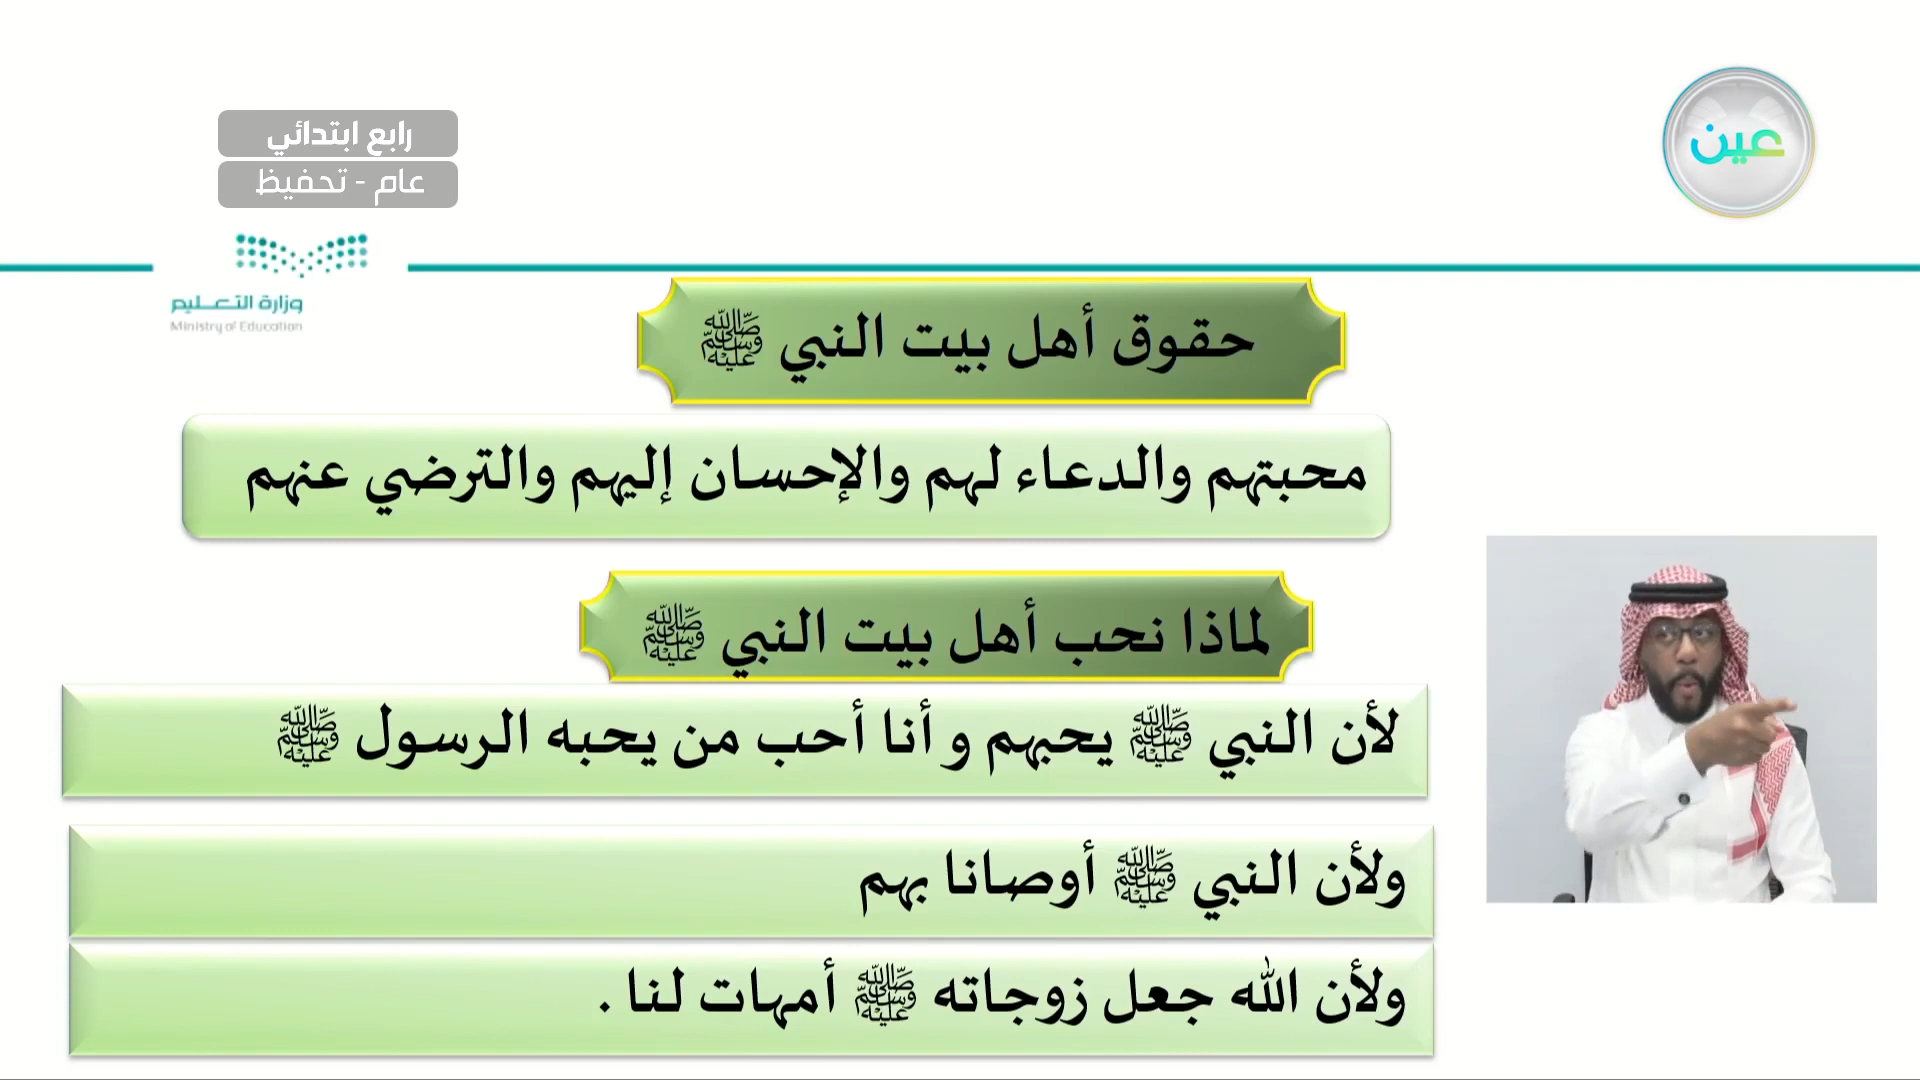 عين
رابع ابتدائي
عام - تحفيظ
وزارة التعليم
Ministry of Education
حقوق أهل بيت النبي ﷺ
محبتهم والدعاء لهم والإحسان إليهم والترضي عنهم
لماذا نحب أهل بيت النبي ﷺ
لأن النبي ﷺ يحبهم وأنا أحب من يحبه الرسول ﷺ
ولأن النبي ﷺ أوصانا بهم
ولأن الله جعل زوجاته ﷺ أمهات لنا .